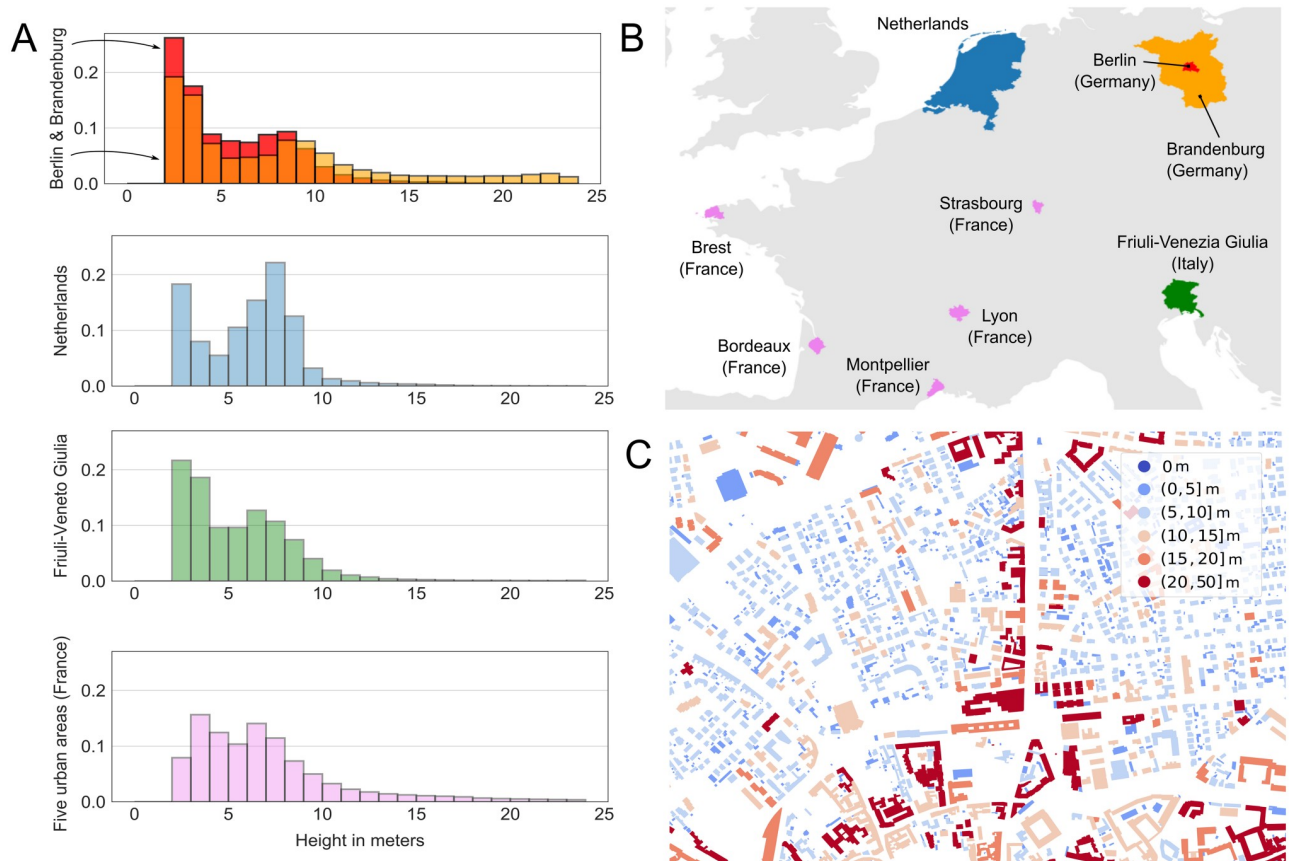 A
Berlin & Brandenburg
0.2
0.1
0.0
0
5
10
15
20
25
Netherlands
0.2
0.1
0.0
0
5
10
15
20
25
Friuli-Veneto Giulia
0.2
0.1
0.0
0
5
10
15
20
25
Five urban areas (France)
0.2
0.1
0.0
0
5
10
15
20
25
Height in meters
B
Netherlands
Berlin
(Germany)
Brandenburg
(Germany)
Strasbourg
(France)
Brest
(France)
Friuli-Venezia Giulia
(Italy)
Lyon
(France)
Bordeaux
(France)
Montpellier
(France)
C
0 m
(0, 5] m
(5, 10] m
(10, 15] m
(15, 20] m
(20, 50] m